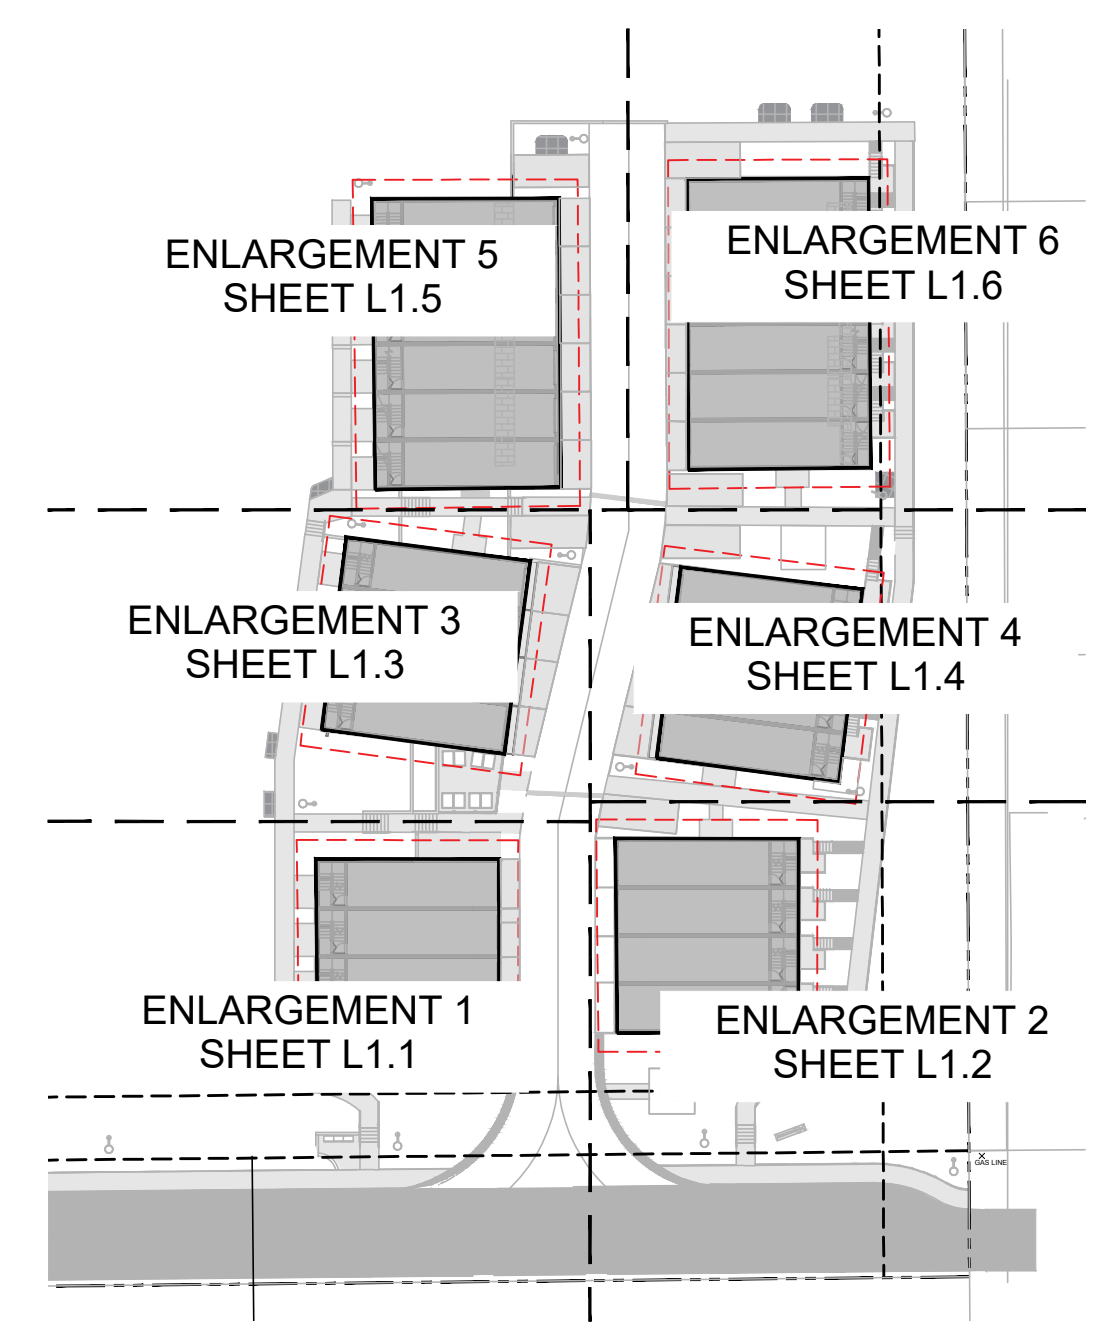 ENLARGEMENT 5
SHEET L1.5
ENLARGEMENT 6
SHEET L1.6
ENLARGEMENT 3
SHEET L1.3
ENLARGEMENT 4
SHEET L1.4
ENLARGEMENT 1
SHEET L1.1
ENLARGEMENT 2
SHEET L1.2
GAS LINE